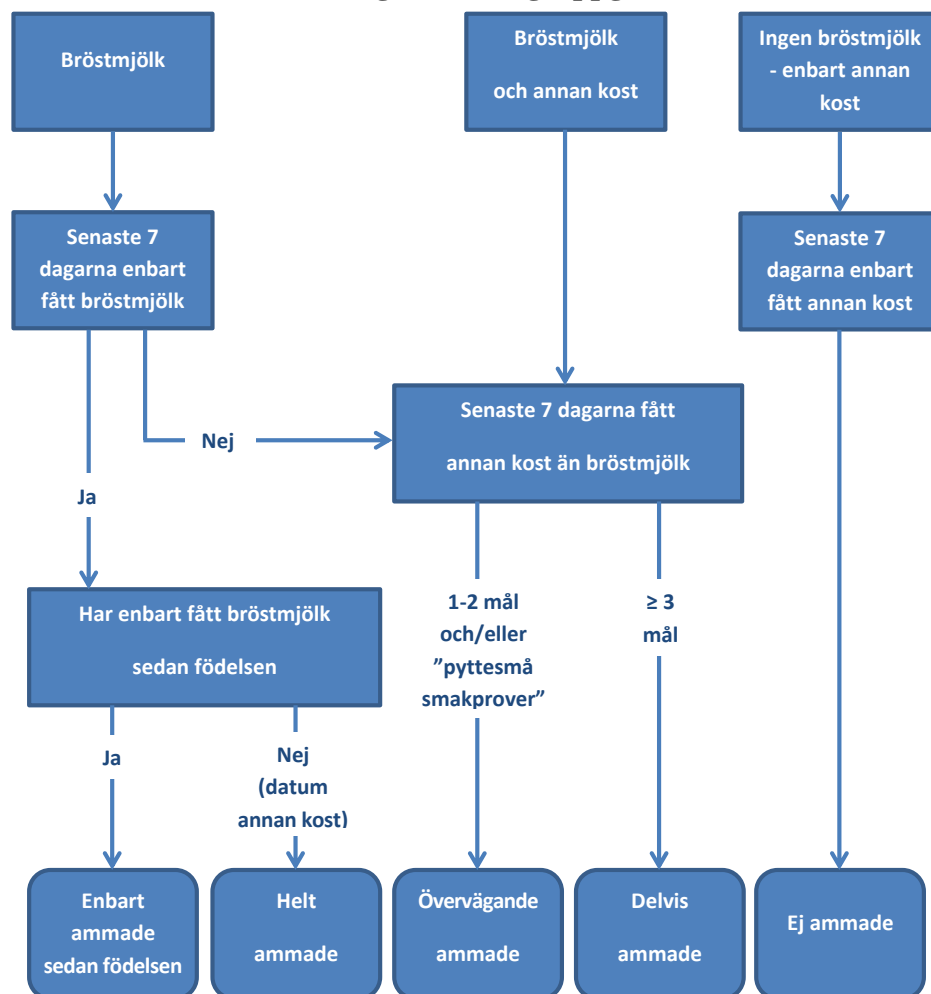 Bröstmjölk
Bröstmjölk
och annan kost
Ingen bröstmjölk
- enbart annan
kost
Senaste 7
dagarna enbart
fått bröstmjölk
Senaste 7
dagarna enbart
fått annan kost
Senaste 7 dagarna fått
annan kost än bröstmjölk
Nej
Ja
Har enbart fått bröstmjölk
sedan födelsen
1-2 mål
och/eller
”pyttesmå
smakprover”
≥ 3
mål
Ja
Nej
(datum
annan kost)
Enbart
ammade
sedan födelsen
Helt
ammade
Övervägande
ammade
Delvis
ammade
Ej ammade